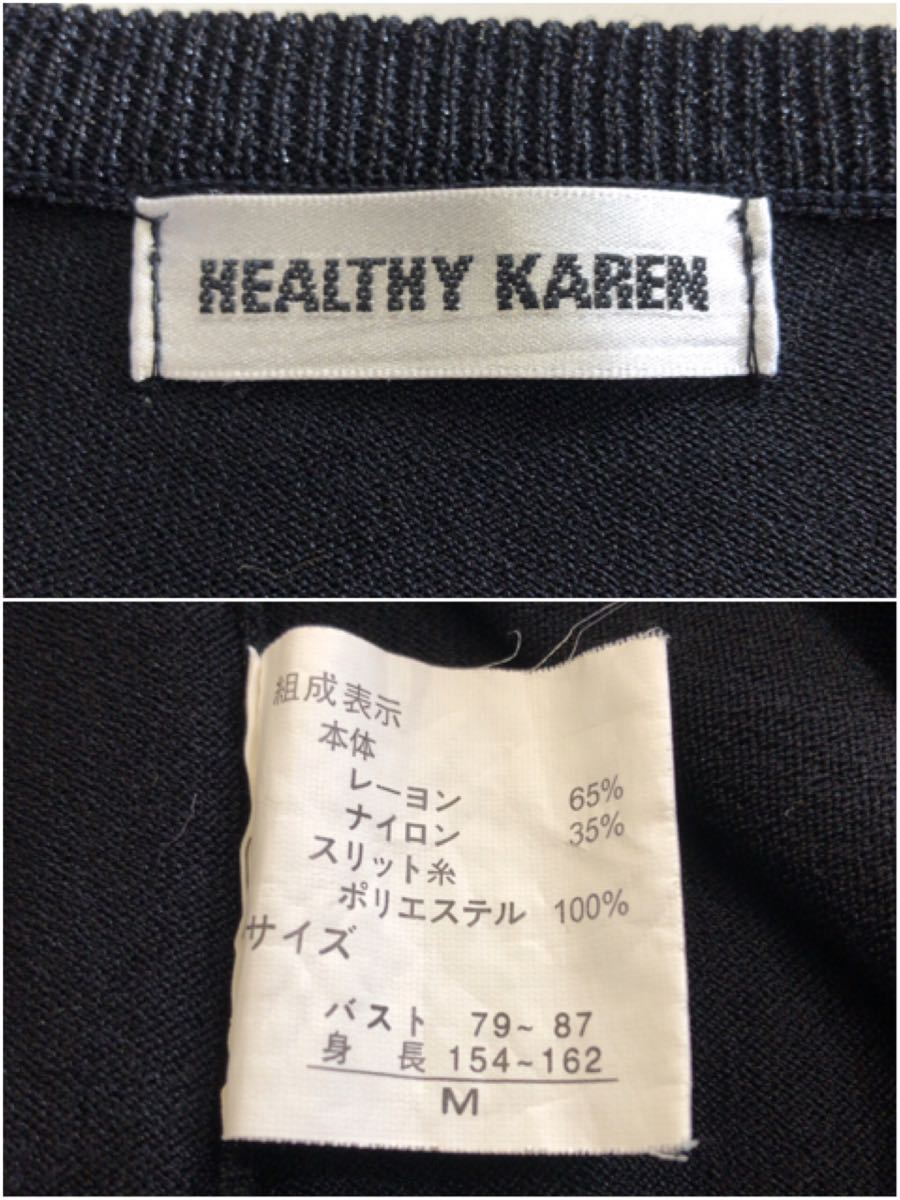 HEALTHY KAREN
組成表示
本体
レーヨン 65%
ナイロン 35%
スリット糸
ポリエステル 100%
サイズ
バスト 79~ 87
身 長 154~162
M